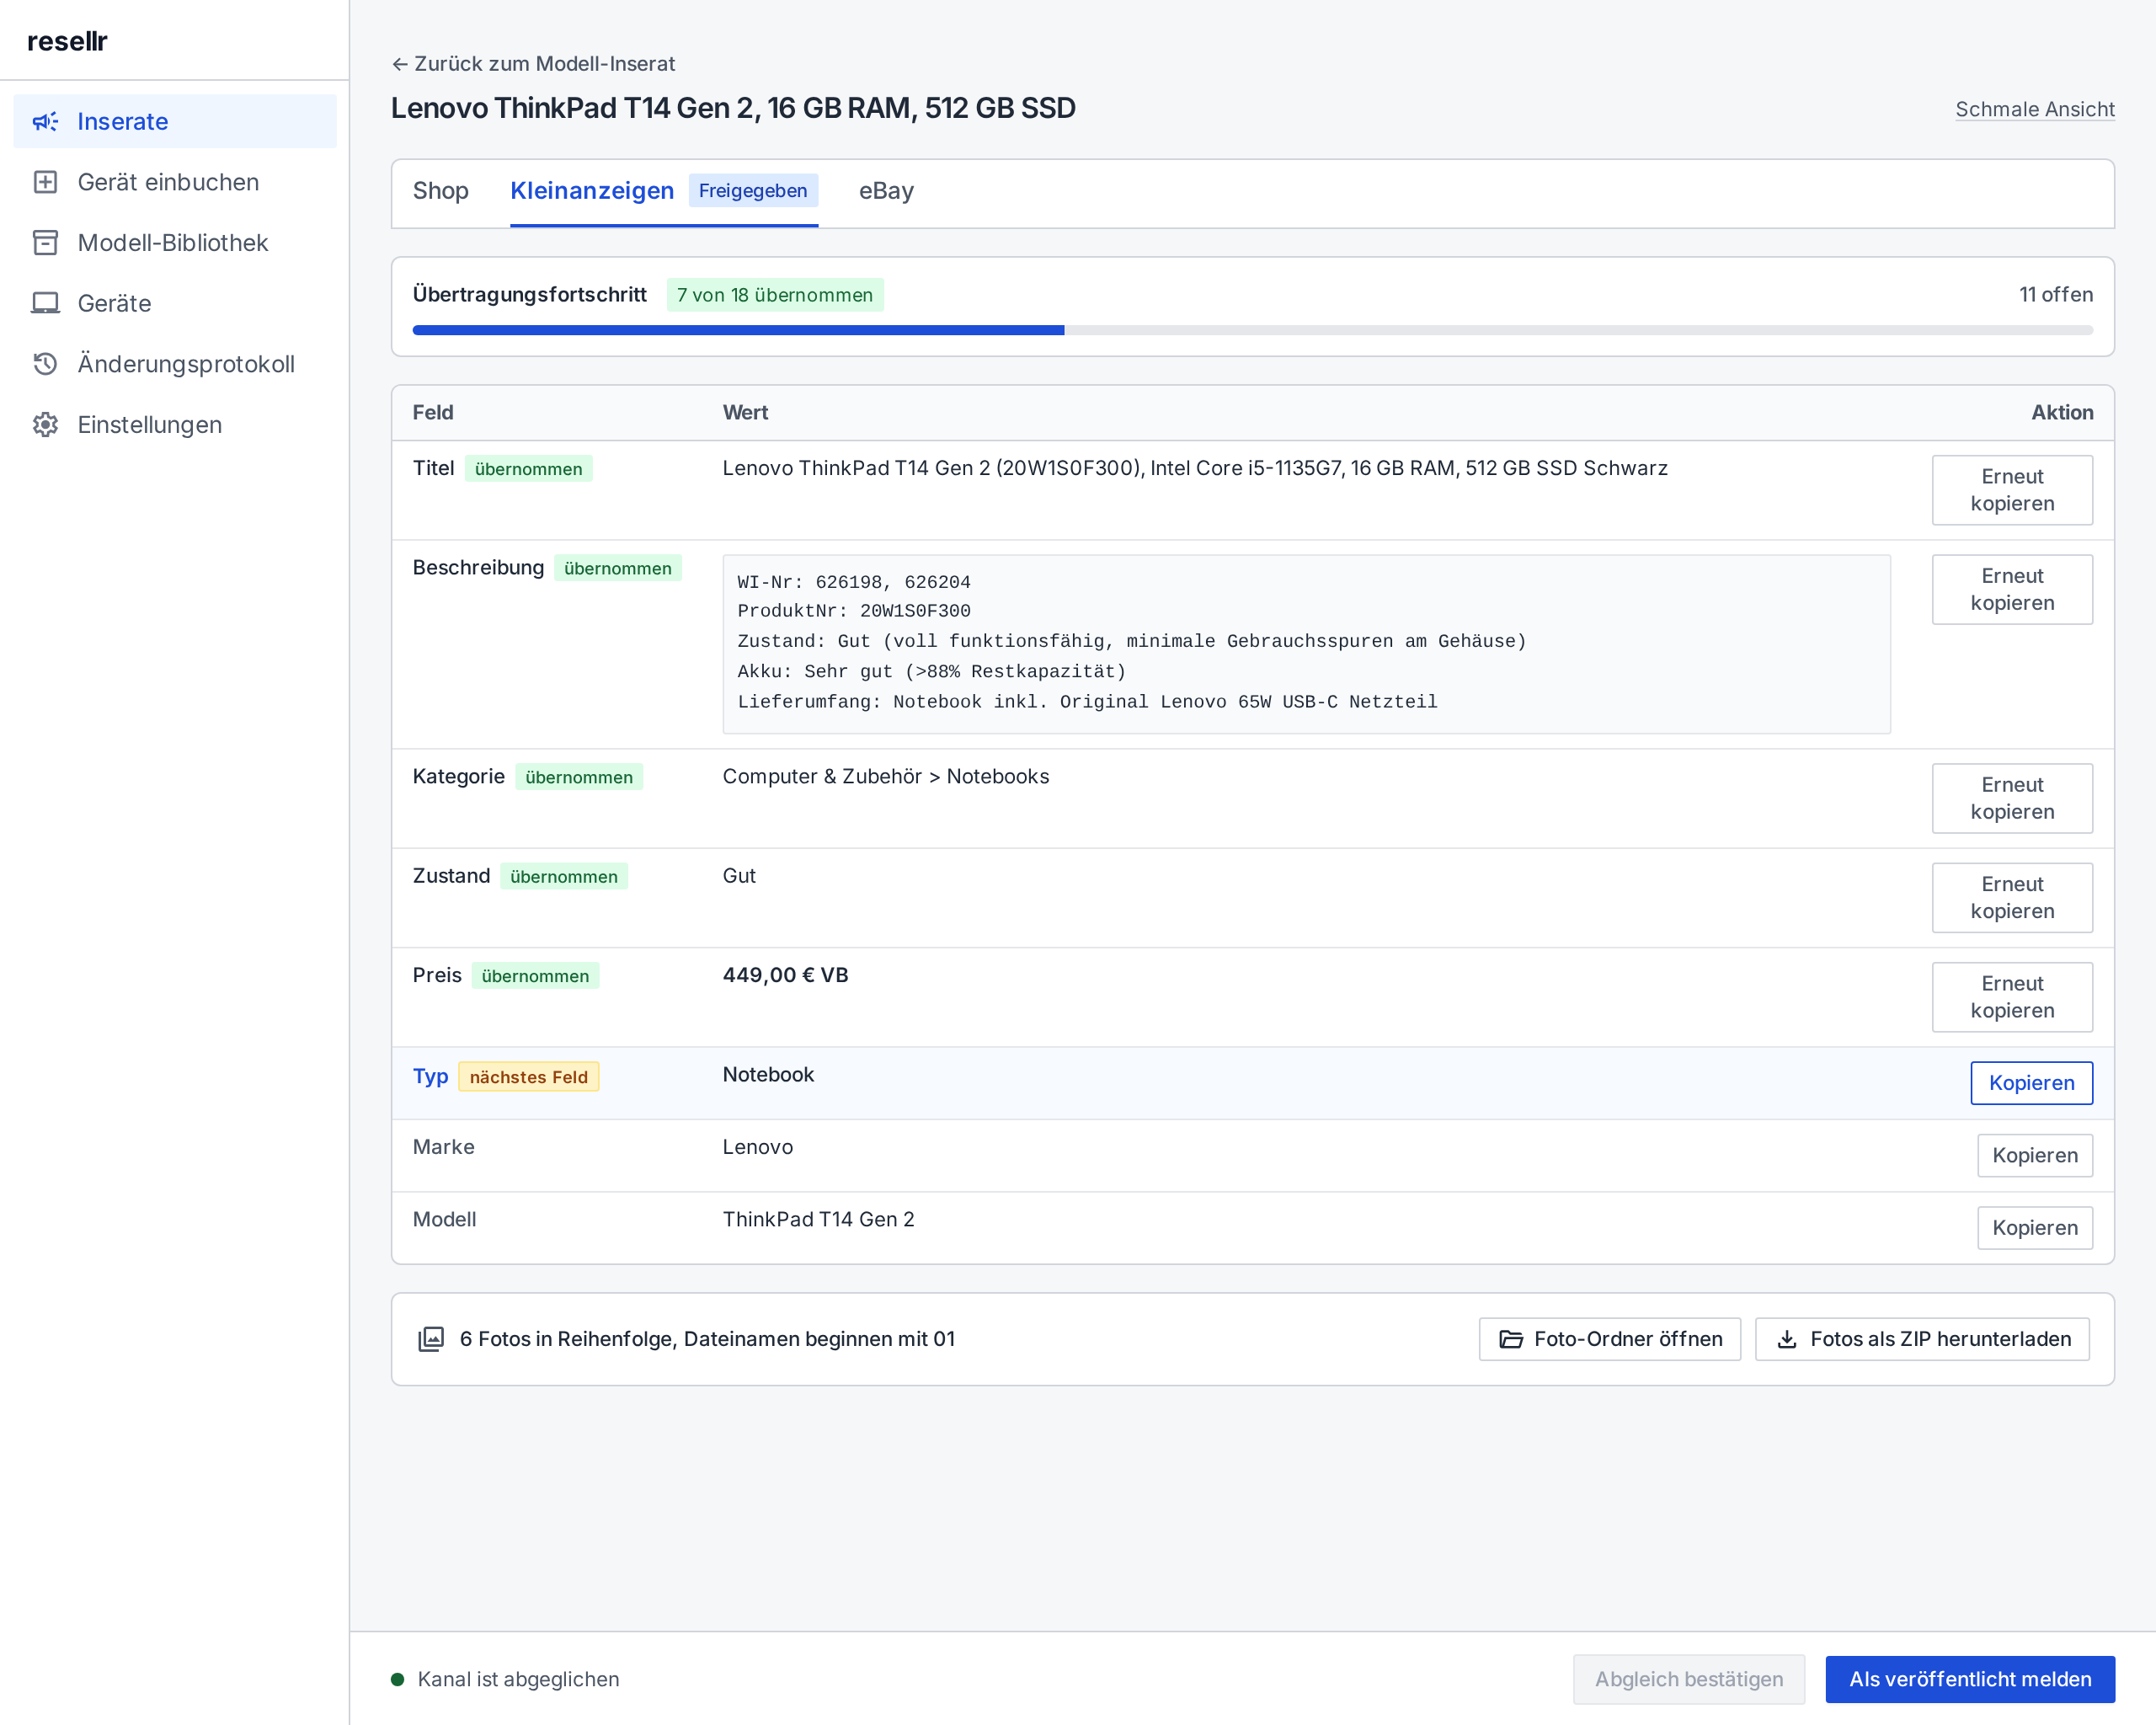 resellr
Inserate
Gerät einbuchen
Modell-Bibliothek
Geräte
Änderungsprotokoll
Einstellungen
← Zurück zum Modell-Inserat
Lenovo ThinkPad T14 Gen 2, 16 GB RAM, 512 GB SSD
Schmale Ansicht
Shop Kleinanzeigen Freigegeben eBay
Übertragungsfortschritt 7 von 18 übernommen 11 offen
Feld Wert Aktion
Titel übernommen Lenovo ThinkPad T14 Gen 2 (20W1S0F300), Intel Core i5-1135G7, 16 GB RAM, 512 GB SSD Schwarz
Erneut
kopieren
Beschreibung übernommen
WI-Nr: 626198, 626204
ProduktNr: 20W1S0F300
Zustand: Gut (voll funktionsfähig, minimale Gebrauchsspuren am Gehäuse)
Akku: Sehr gut (>88% Restkapazität)
Lieferumfang: Notebook inkl. Original Lenovo 65W USB-C Netzteil
Erneut
kopieren
Kategorie übernommen Computer & Zubehör > Notebooks
Erneut
kopieren
Zustand übernommen Gut
Erneut
kopieren
Preis übernommen 449,00 € VB
Erneut
kopieren
Typ nächstes Feld Notebook Kopieren
Marke Lenovo Kopieren
Modell ThinkPad T14 Gen 2 Kopieren
6 Fotos in Reihenfolge, Dateinamen beginnen mit 01 Foto-Ordner öffnen Fotos als ZIP herunterladen
Kanal ist abgeglichen Abgleich bestätigen Als veröffentlicht melden